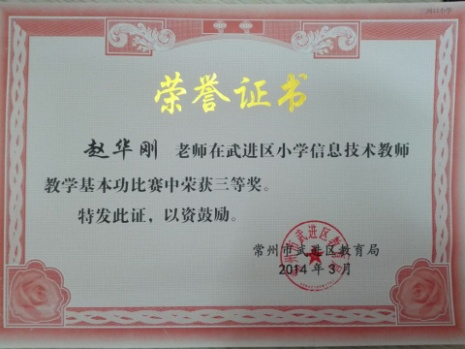 荣誉证书
赵华刚 老师在武进区小学信息技术教师
教学基本功比赛中荣获三等奖。
特发此证，以资鼓励。
常州市武进区教育局
2014年3月